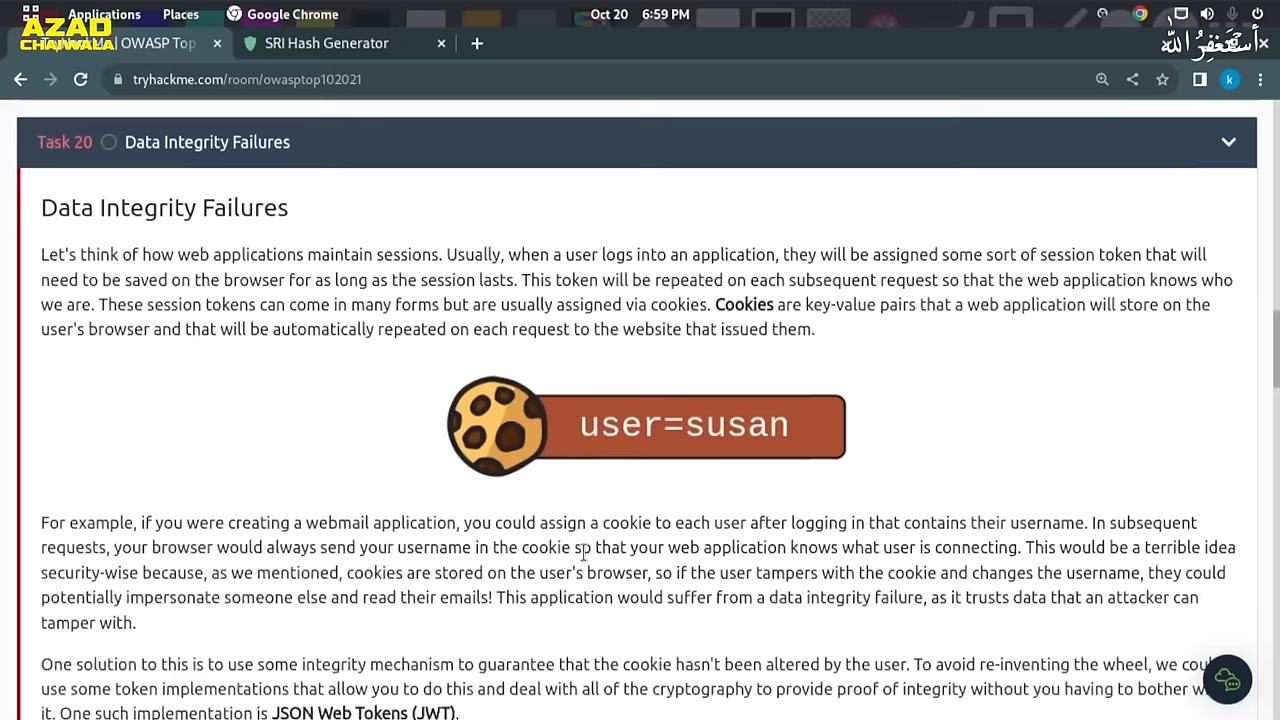 Applications Places Google Chrome Oct 20 6:59 PM
AZAD
CHAIWALA
OWASP Top SRI Hash Generator
أستغفر الله
tryhackme.com/room/owasptop102021 k
Task 20 Data Integrity Failures
Data Integrity Failures
Let's think of how web applications maintain sessions. Usually, when a user logs into an application, they will be assigned some sort of session token that will
need to be saved on the browser for as long as the session lasts. This token will be repeated on each subsequent request so that the web application knows who
we are. These session tokens can come in many forms but are usually assigned via cookies. Cookies are key-value pairs that a web application will store on the
user's browser and that will be automatically repeated on each request to the website that issued them.
user=susan
For example, if you were creating a webmail application, you could assign a cookie to each user after logging in that contains their username. In subsequent
requests, your browser would always send your username in the cookie so that your web application knows what user is connecting. This would be a terrible idea
security-wise because, as we mentioned, cookies are stored on the user's browser, so if the user tampers with the cookie and changes the username, they could
potentially impersonate someone else and read their emails! This application would suffer from a data integrity failure, as it trusts data that an attacker can
tamper with.
One solution to this is to use some integrity mechanism to guarantee that the cookie hasn't been altered by the user. To avoid re-inventing the wheel, we
use some token implementations that allow you to do this and deal with all of the cryptography to provide proof of integrity without you having to bother
it. One such implementation is JSON Web Tokens (JWT).